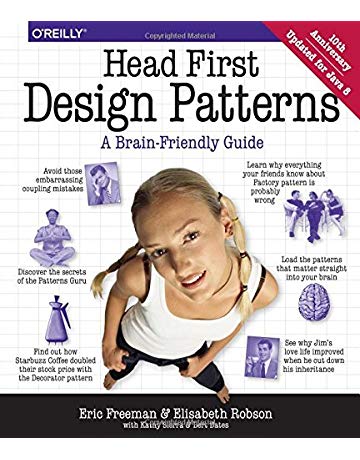 O'REILLY®
10th
Anniversary
Updated for Java 8
Head First
Design Patterns
A Brain-Friendly Guide
Avoid those
embarrassing
coupling mistakes
Learn why everything
your friends know about
Factory pattern is
probably
wrong
Discover the secrets
of the Patterns Guru
Load the patterns
that matter straight
into your brain
Find out how
Starbuzz Coffee doubled
their stock price with
the Decorator pattern
See why Jim's
love life improved
when he cut down
his inheritance
Eric Freeman & Elisabeth Robson
with Kathy Sierra & Bert Bates
Copyrighted Material